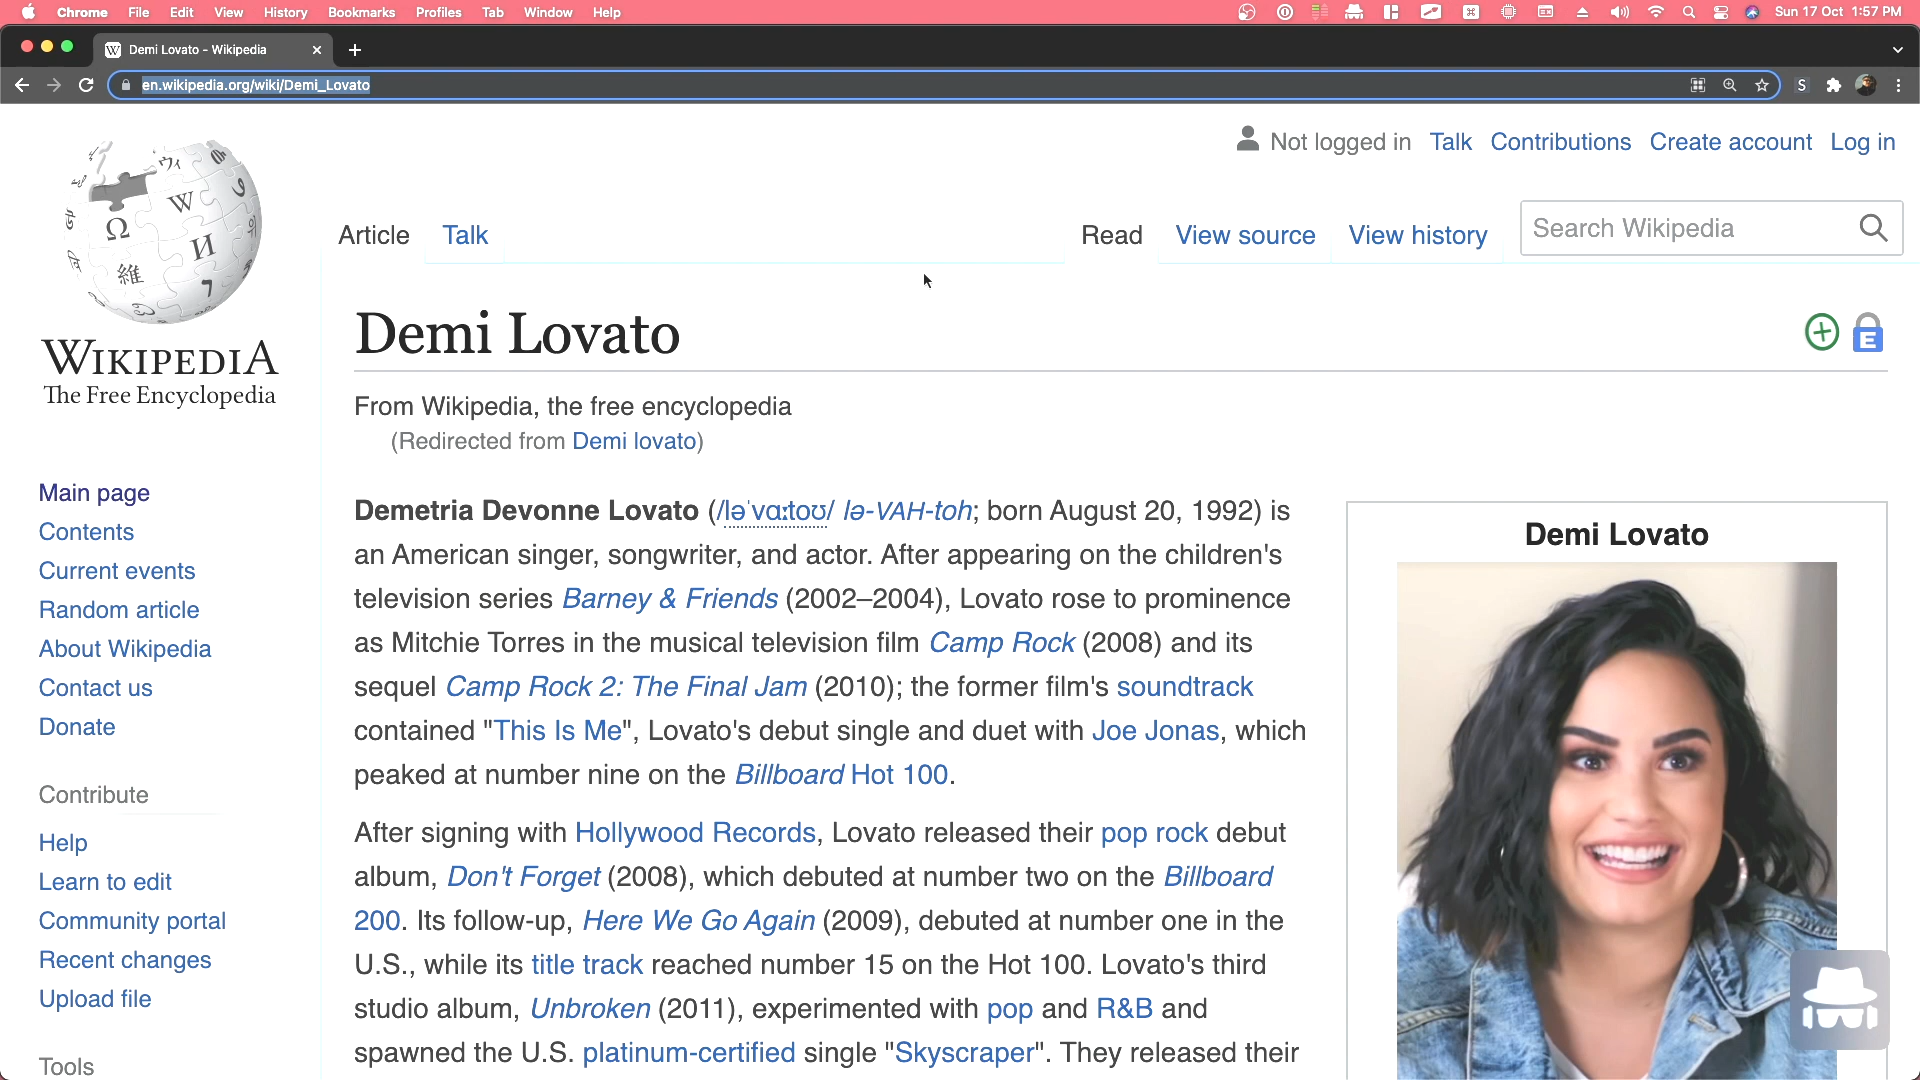 Chrome File Edit View History Bookmarks Profiles Tab Window Help
Sun 17 Oct 1:57 PM
Demi Lovato - Wikipedia
en.wikipedia.org/wiki/Demi_Lovato
S
Not logged in Talk Contributions Create account Log in
Article Talk
Read View source View history
Search Wikipedia
Ω W И 維 ויקי
WIKIPEDIA
The Free Encyclopedia
Demi Lovato
E
From Wikipedia, the free encyclopedia
(Redirected from Demi lovato)
Main page
Contents
Current events
Random article
About Wikipedia
Contact us
Donate
Contribute
Help
Learn to edit
Community portal
Recent changes
Upload file
Tools
Demetria Devonne Lovato (/ləˈvɑːtoʊ/ lə-VAH-toh; born August 20, 1992) is
an American singer, songwriter, and actor. After appearing on the children's
television series Barney & Friends (2002–2004), Lovato rose to prominence
as Mitchie Torres in the musical television film Camp Rock (2008) and its
sequel Camp Rock 2: The Final Jam (2010); the former film's soundtrack
contained "This Is Me", Lovato's debut single and duet with Joe Jonas, which
peaked at number nine on the Billboard Hot 100.
After signing with Hollywood Records, Lovato released their pop rock debut
album, Don't Forget (2008), which debuted at number two on the Billboard
200. Its follow-up, Here We Go Again (2009), debuted at number one in the
U.S., while its title track reached number 15 on the Hot 100. Lovato's third
studio album, Unbroken (2011), experimented with pop and R&B and
spawned the U.S. platinum-certified single "Skyscraper". They released their
Demi Lovato